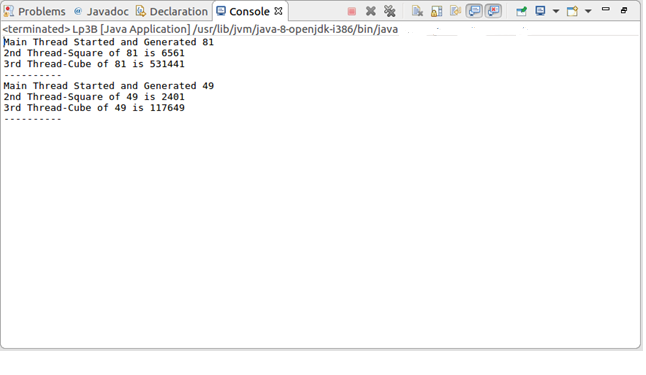 Problems Javadoc Declaration Console
<terminated> Lp3B [Java Application] /usr/lib/jvm/java-8-openjdk-i386/bin/java
Main Thread Started and Generated 81
2nd Thread-Square of 81 is 6561
3rd Thread-Cube of 81 is 531441
----------
Main Thread Started and Generated 49
2nd Thread-Square of 49 is 2401
3rd Thread-Cube of 49 is 117649
----------